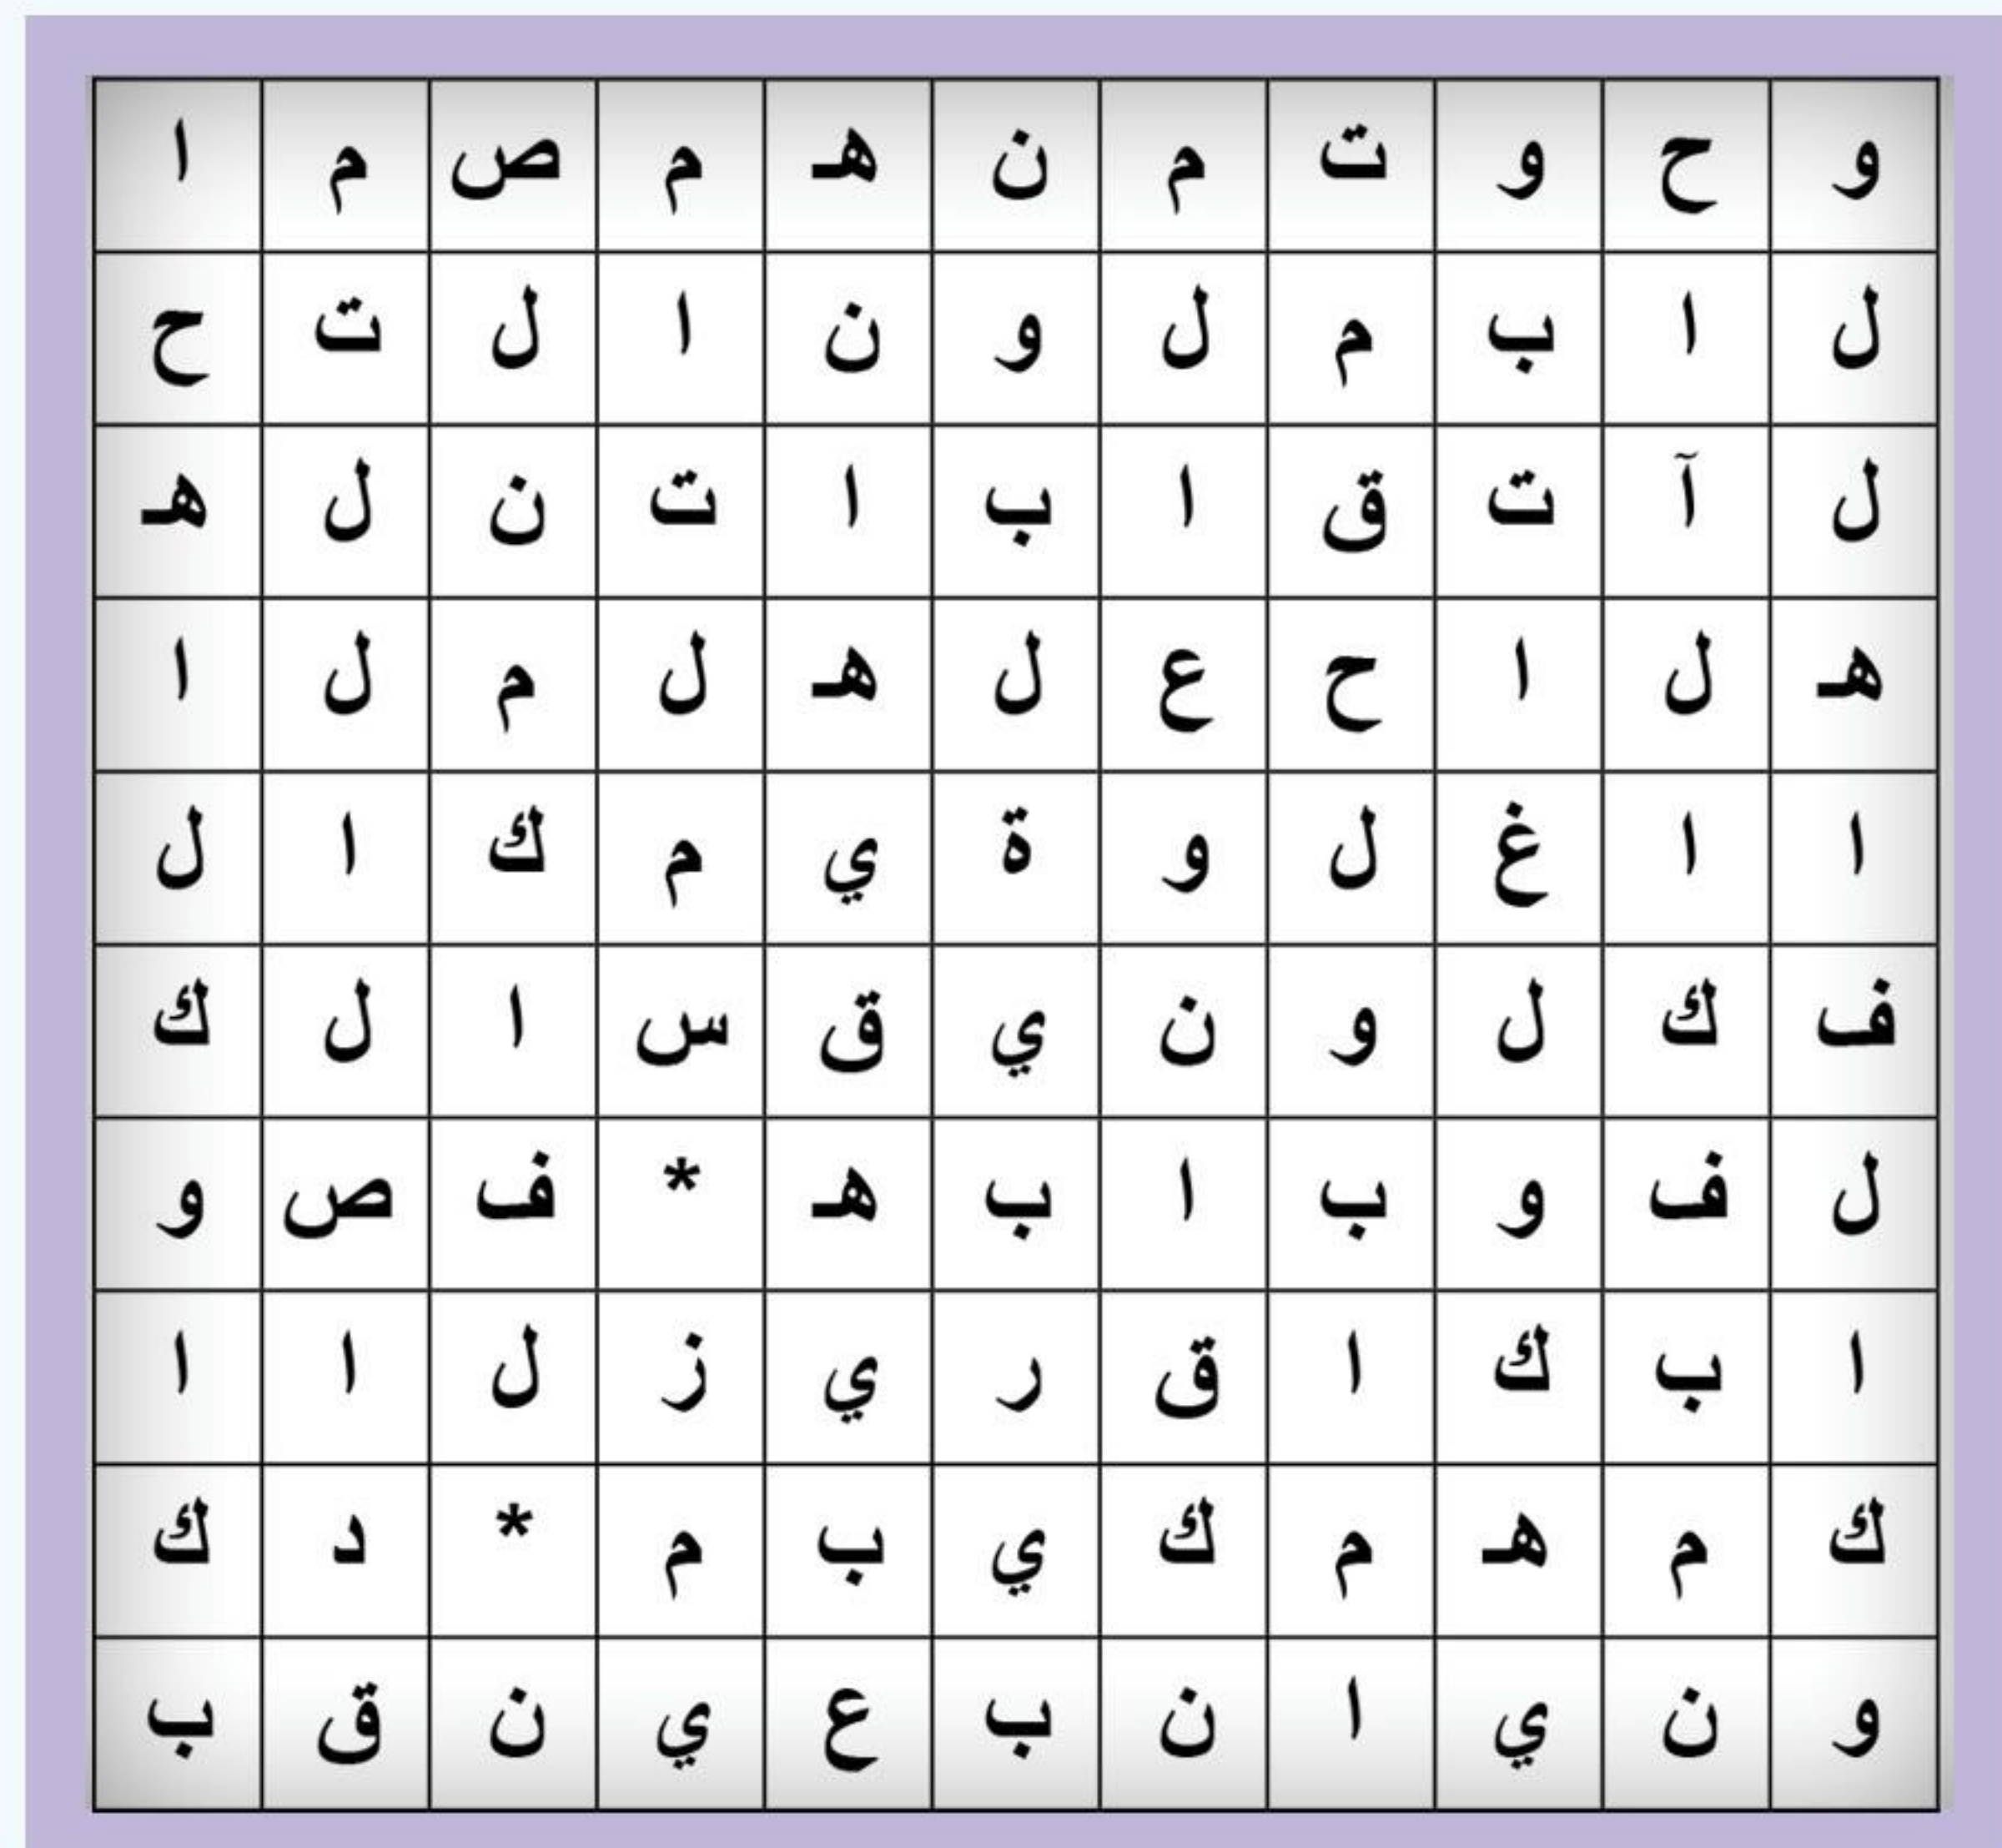 و ح و ت م ن هـ م ص م ا
ل ا ب م ل و ن ا ل ت ح
ل آ ت ق ا ب ا ت ن ل هـ
هـ ل ا ح ع ل هـ ل م ل ا
ا ا غ ل و ة ي م ك ا ل
ف ك ل و ن ي ق س ا ل ك
ل ف و ب ا ب هـ * ف ص و
ا ب ك ا ق ر ي ز ل ا ا
ك م هـ م ك ي ب م * د ك
و ن ي ا ن ب ع ي ن ق ب